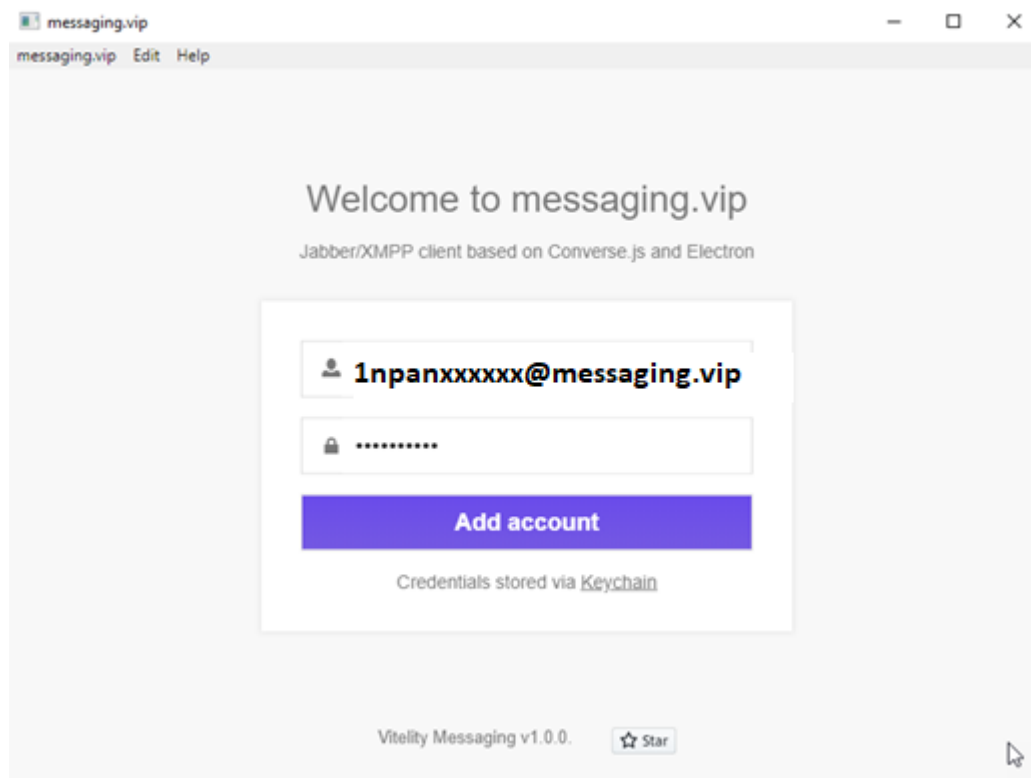 messaging.vip
messaging.vip Edit Help
Welcome to messaging.vip
Jabber/XMPP client based on Converse.js and Electron
1npanxxxxxx@messaging.vip
••••••••••
Add account
Credentials stored via Keychain
Vitelity Messaging v1.0.0. Star